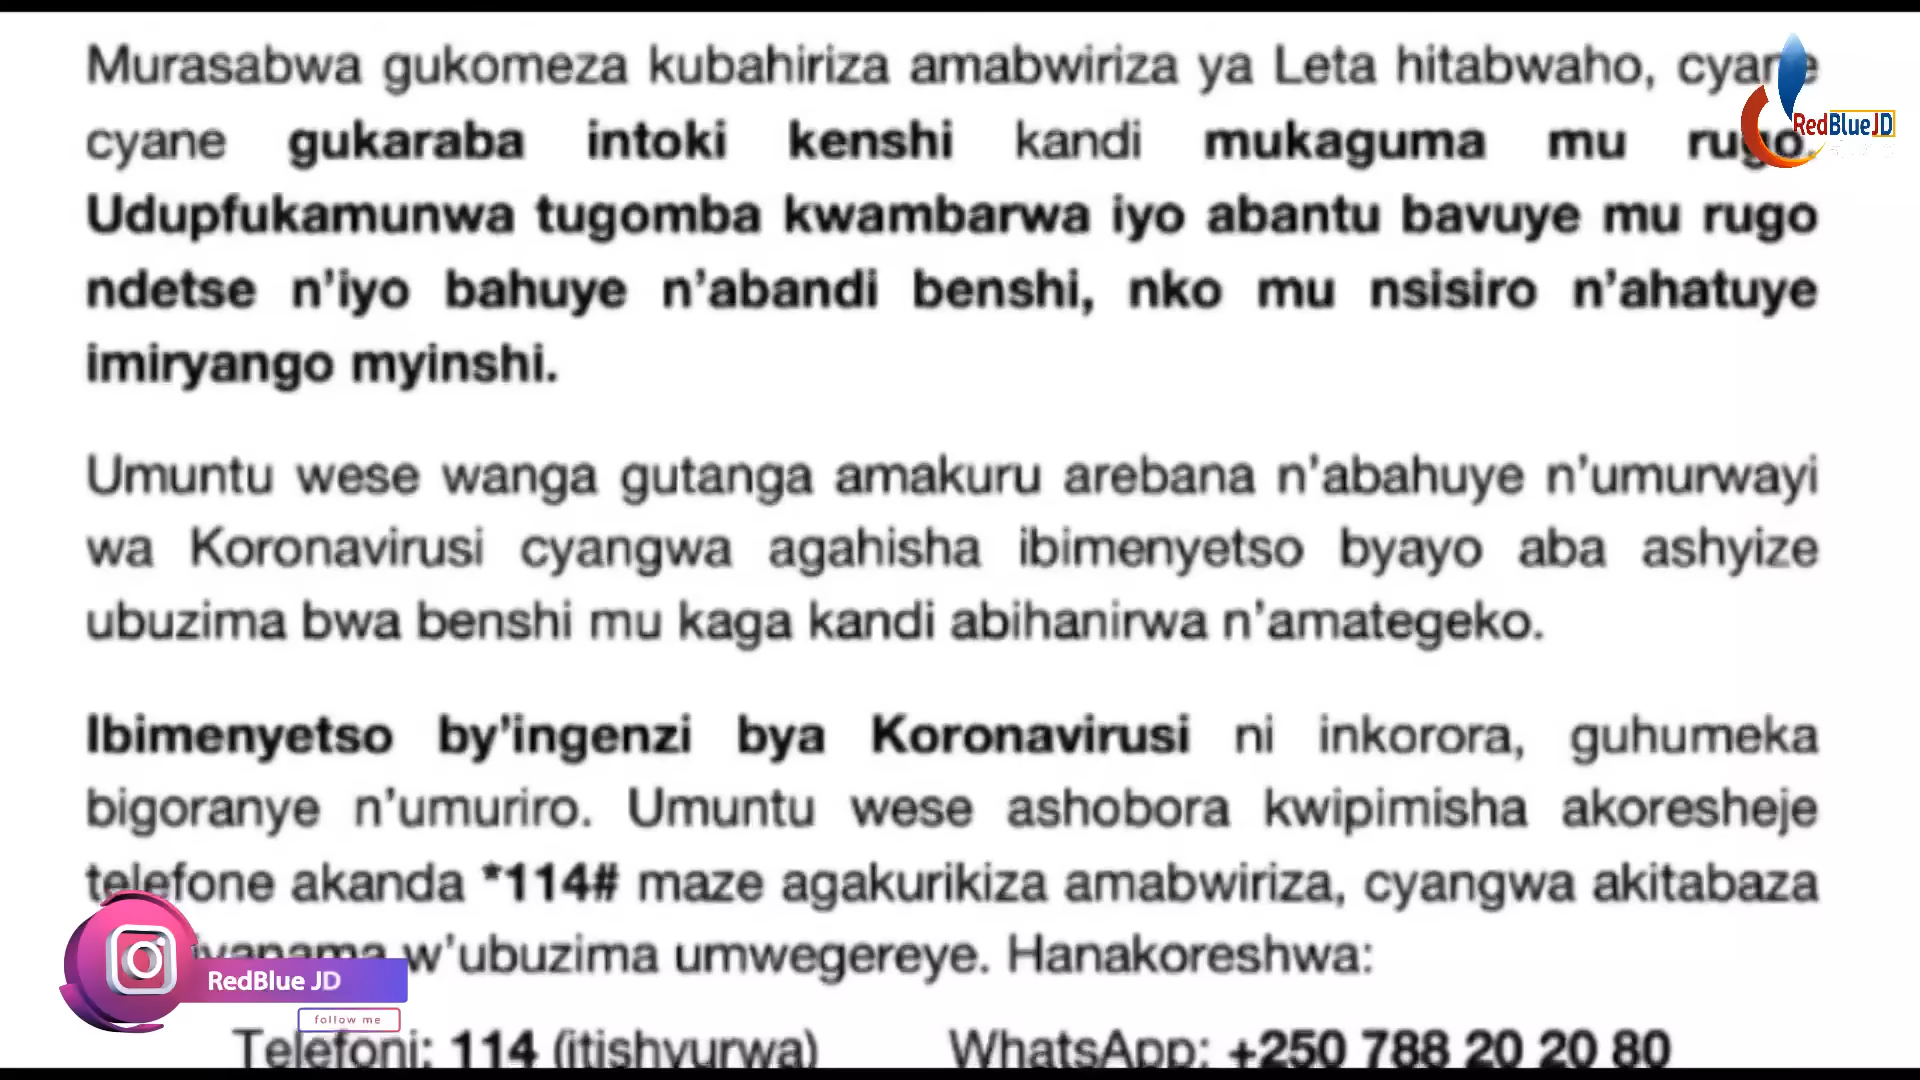 Murasabwa gukomeza kubahiriza amabwiriza ya Leta hitabwaho, cyane
cyane gukaraba intoki kenshi kandi mukaguma mu rugo.
Udupfukamunwa tugomba kwambarwa iyo abantu bavuye mu rugo
ndetse n'iyo bahuye n'abandi benshi, nko mu nsisiro n'ahatuye
imiryango myinshi.
Umuntu wese wanga gutanga amakuru arebana n'abahuye n'umurwayi
wa Koronavirusi cyangwa agahisha ibimenyetso byayo aba ashyize
ubuzima bwa benshi mu kaga kandi abihanirwa n'amategeko.
Ibimenyetso by'ingenzi bya Koronavirusi ni inkorora, guhumeka
bigoranye n'umuriro. Umuntu wese ashobora kwipimisha akoresheje
telefone akanda *114# maze agakurikiza amabwiriza, cyangwa akitabaza
w'ubuzima umwegereye. Hanakoreshwa:
Telefoni: 114 (itishyurwa) WhatsApp: +250 788 20 20 80
RedBlue JD
RedBlue JD
follow me